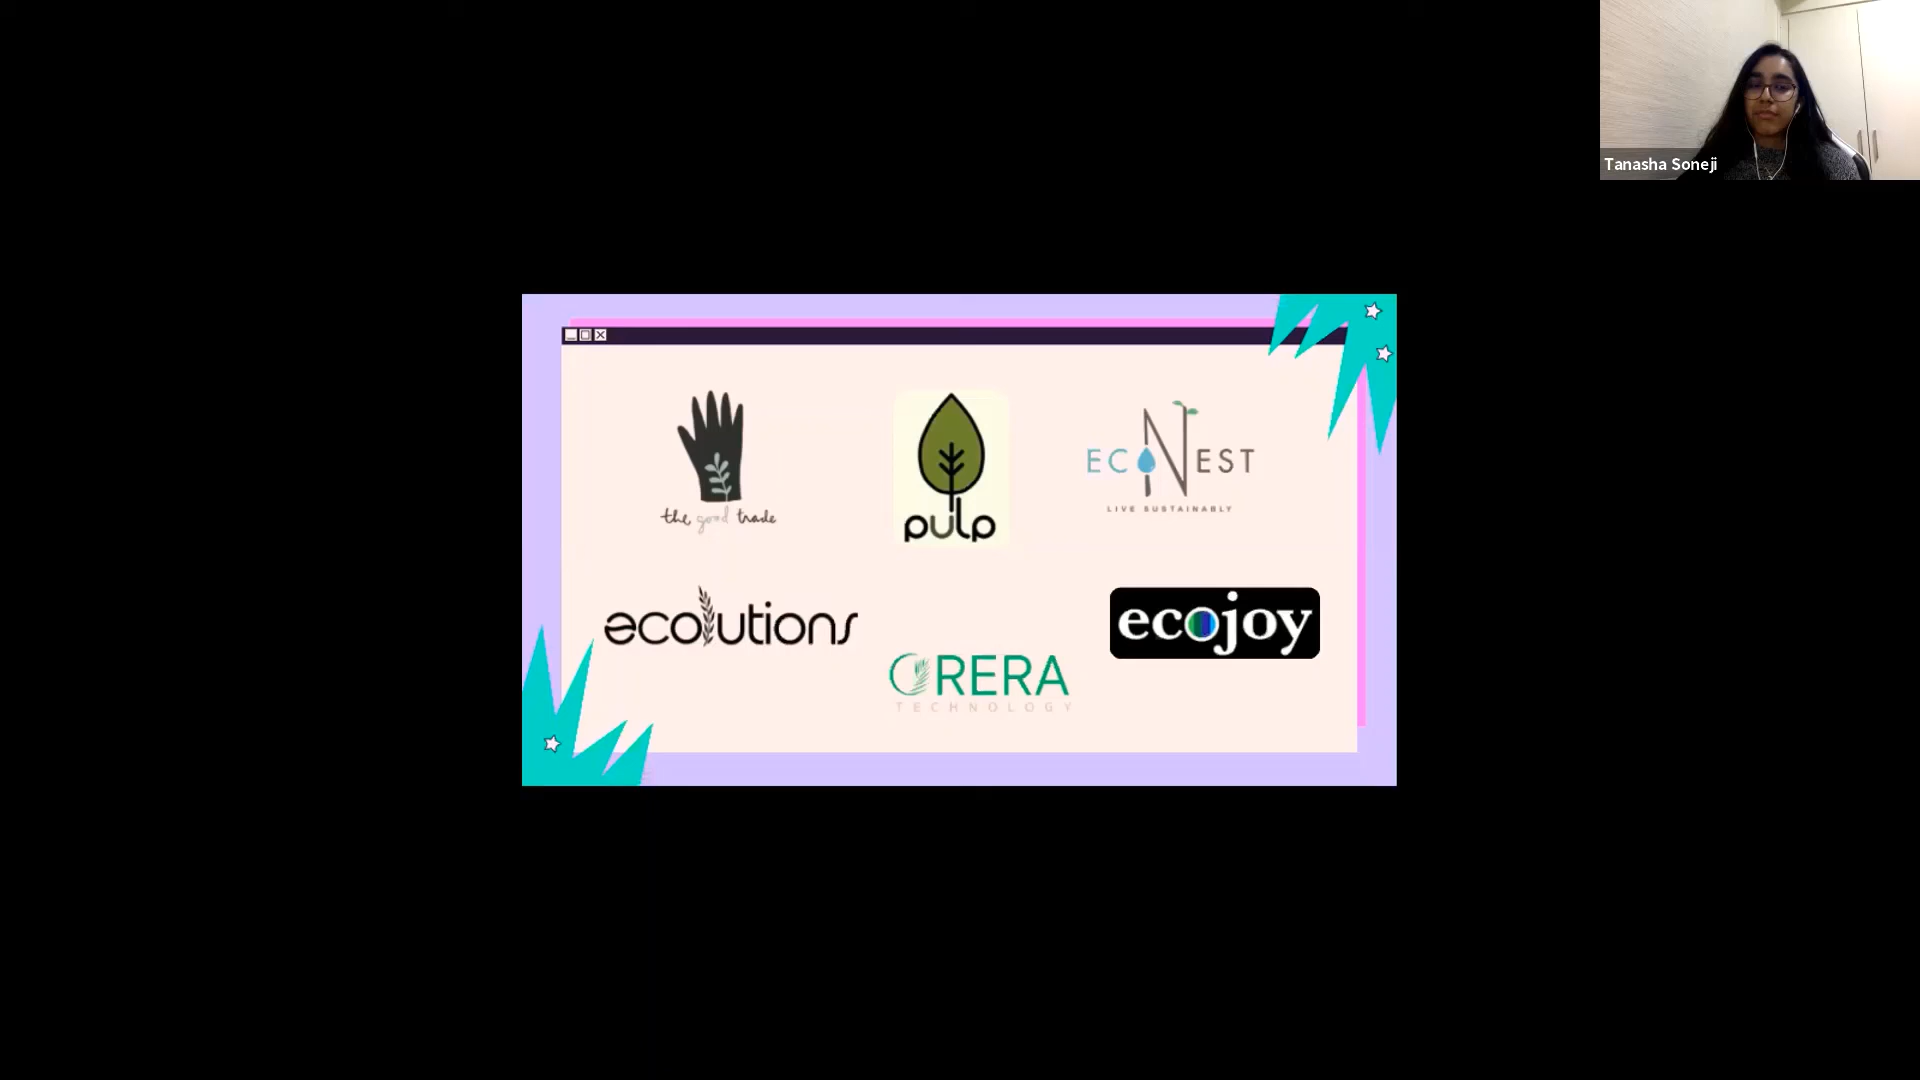 Tanasha Soneji
the good trade
pulp
ECONEST
LIVE SUSTAINABLY
ecolutions
ecojoy
CRERA
TECHNOLOGY